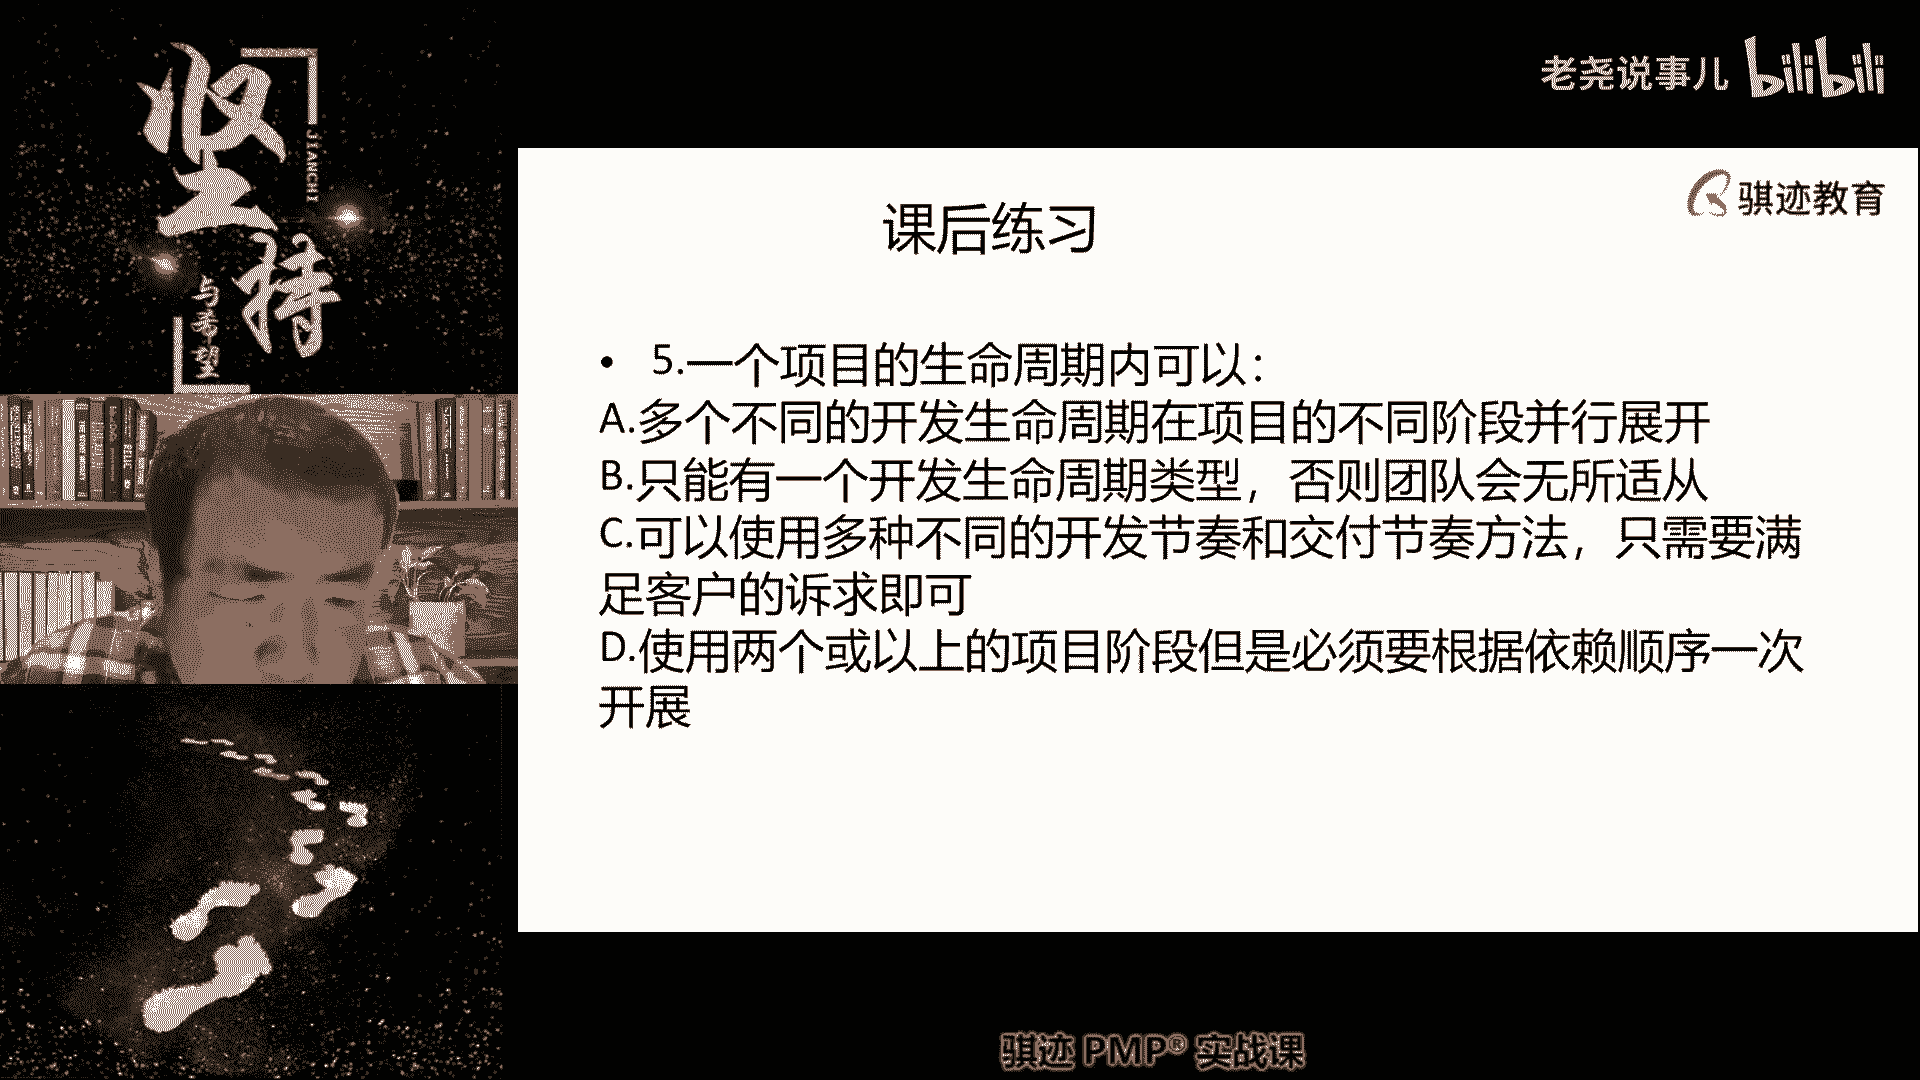 坚持
JIANCHI
与希望
老尧说事儿 bilibili
骐迹教育
课后练习
• 5.一个项目的生命周期内可以：
A.多个不同的开发生命周期在项目的不同阶段并行展开
B.只能有一个开发生命周期类型，否则团队会无所适从
C.可以使用多种不同的开发节奏和交付节奏方法，只需要满
足客户的诉求即可
D.使用两个或以上的项目阶段但是必须要根据依赖顺序一次
开展
骐迹 PMP® 实战课